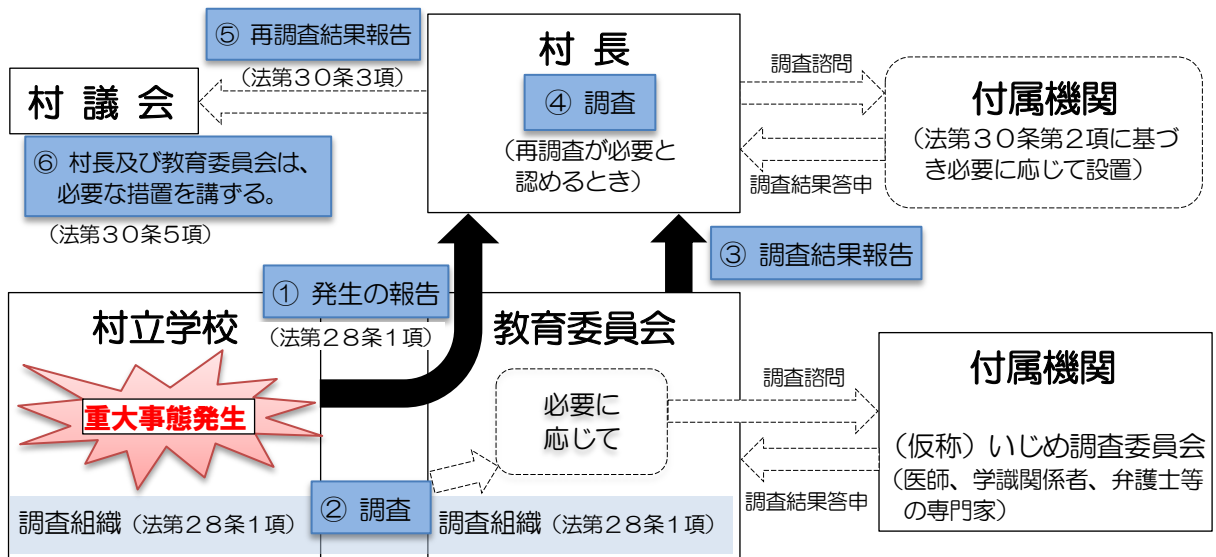 ⑤ 再調査結果報告
（法第３０条３項）
村 議 会
⑥ 村長及び教育委員会は、
必要な措置を講ずる。
（法第３０条５項）
村 長
④ 調査
（再調査が必要と
認めるとき）
調査諮問
調査結果答申
付属機関
（法第３０条第２項に基づ
き必要に応じて設置）
③ 調査結果報告
① 発生の報告
（法第２８条１項）
村立学校
重大事態発生
調査組織（法第２８条１項）
② 調査
教育委員会
必要に
応じて
調査組織（法第２８条１項）
調査諮問
調査結果答申
付属機関
（仮称）いじめ調査委員会
（医師、学識関係者、弁護士等
の専門家）